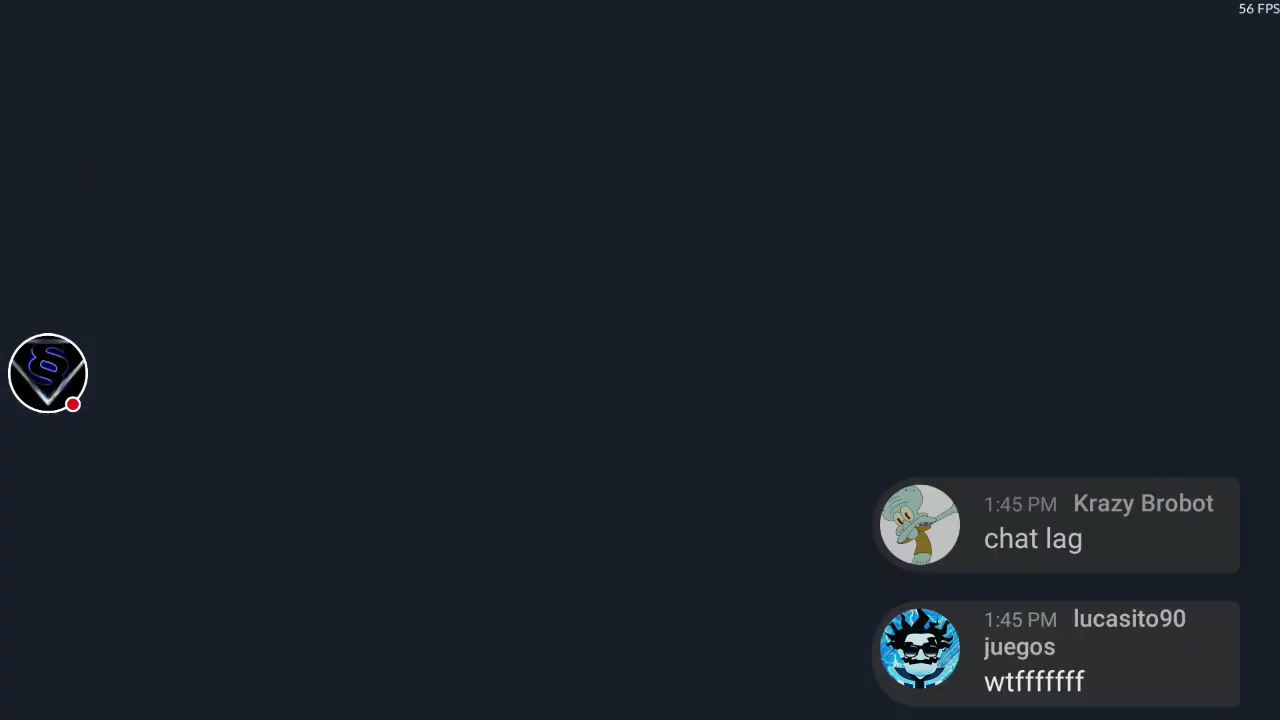 56 FPS
1:45 PM Krazy Brobot
chat lag
1:45 PM lucasito90
juegos
wtfffffff